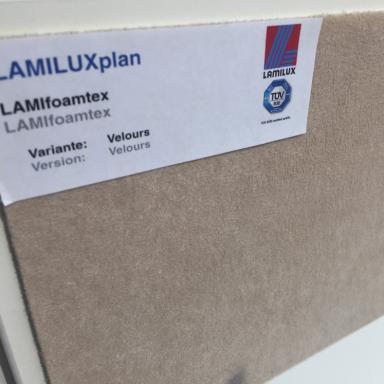 LAMILUXplan
LAMIfoamtex
LAMIfoamtex
Variante: Velours
Version: Velours
LAMILUX
TÜV